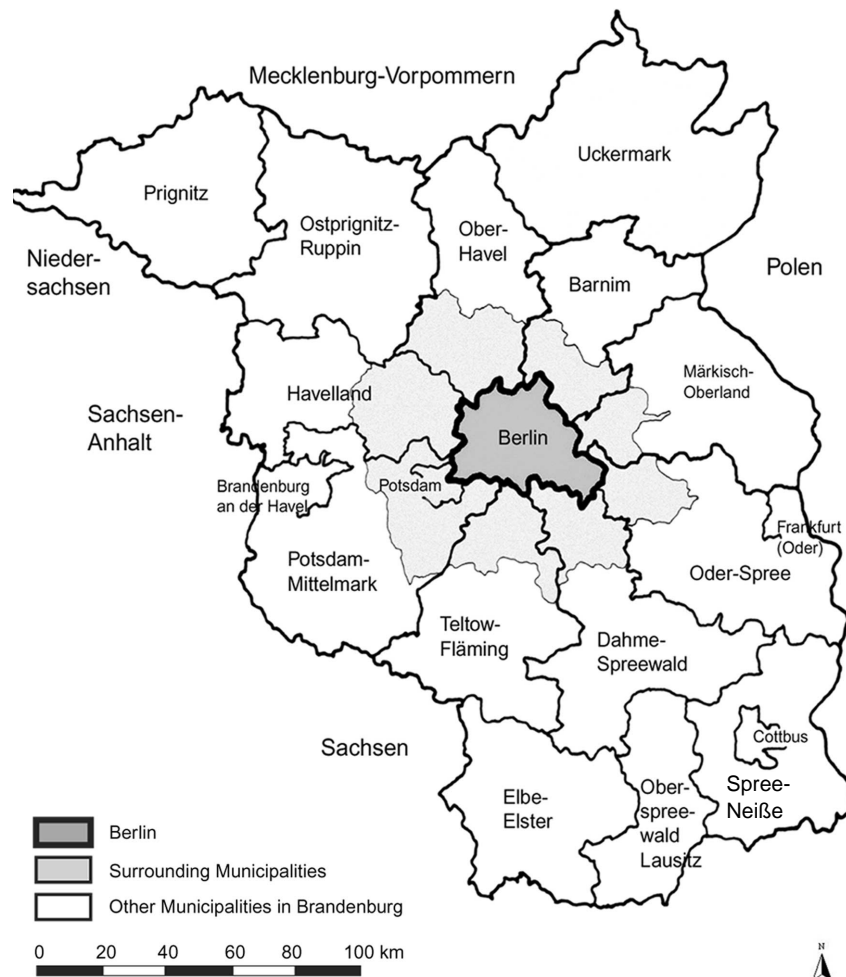 Mecklenburg-Vorpommern
Uckermark
Prignitz
Ostprignitz-
Ruppin
Ober-
Havel
Nieder-
sachsen
Polen
Barnim
Havelland
Märkisch-
Oberland
Sachsen-
Anhalt
Berlin
Brandenburg
an der Havel
Potsdam
Frankfurt
(Oder)
Potsdam-
Mittelmark
Oder-Spree
Teltow-
Fläming
Dahme-
Spreewald
Sachsen
Cottbus
Elbe-
Elster
Ober-
spree-
wald
Lausitz
Spree-
Neiße
Berlin
Surrounding Municipalities
Other Municipalities in Brandenburg
0 20 40 60 80 100 km
N